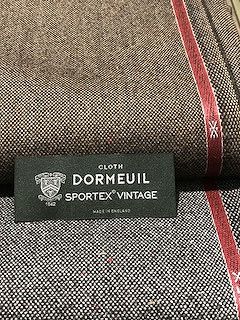 CLOTH
DORMEUIL
SPORTEX® VINTAGE
1842
MADE IN ENGLAND